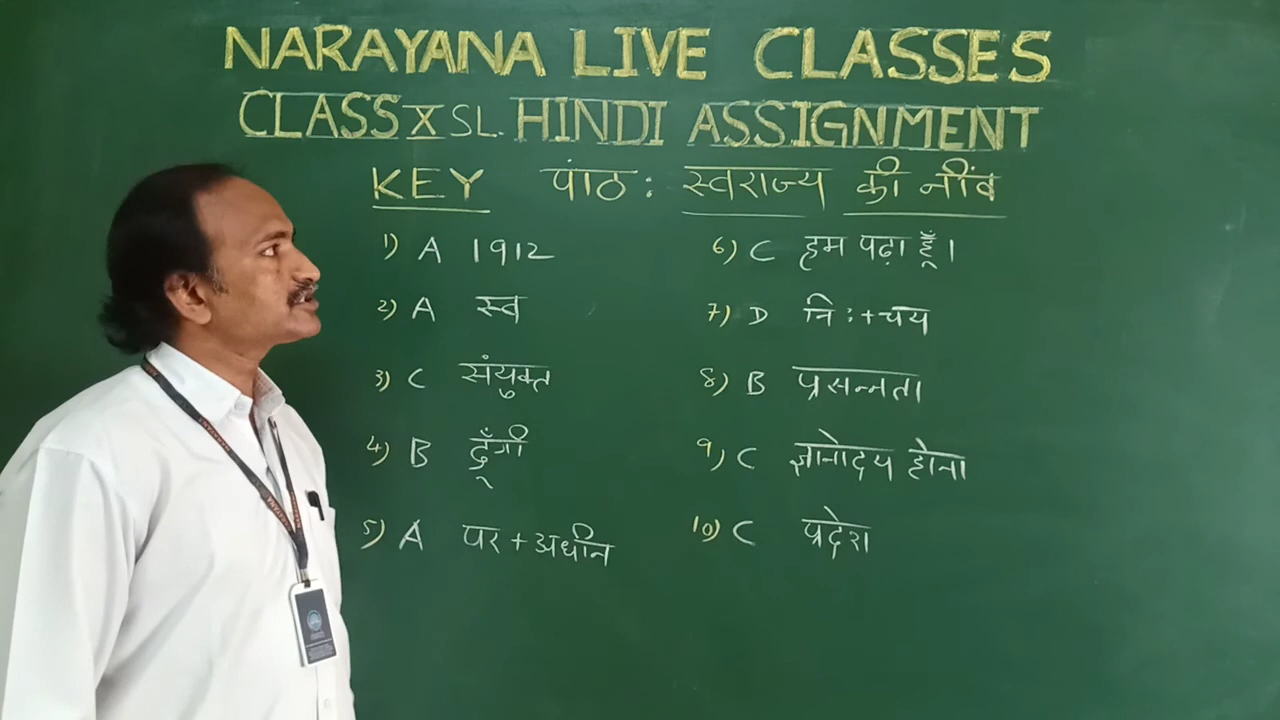 NARAYANA LIVE CLASSES
CLASS X SL. HINDI ASSIGNMENT
KEY पांठ : स्वराज्य की नींव
1) A 1912
2) A स्व
3) C संयुक्त
4) B दूँगी
5) A पर + अधीन
6) C हम पढ़ा हूँ।
7) D नि : + चय
8) B प्रसन्नता
9) C ज्ञानोदय होना
10) C प्रदेश